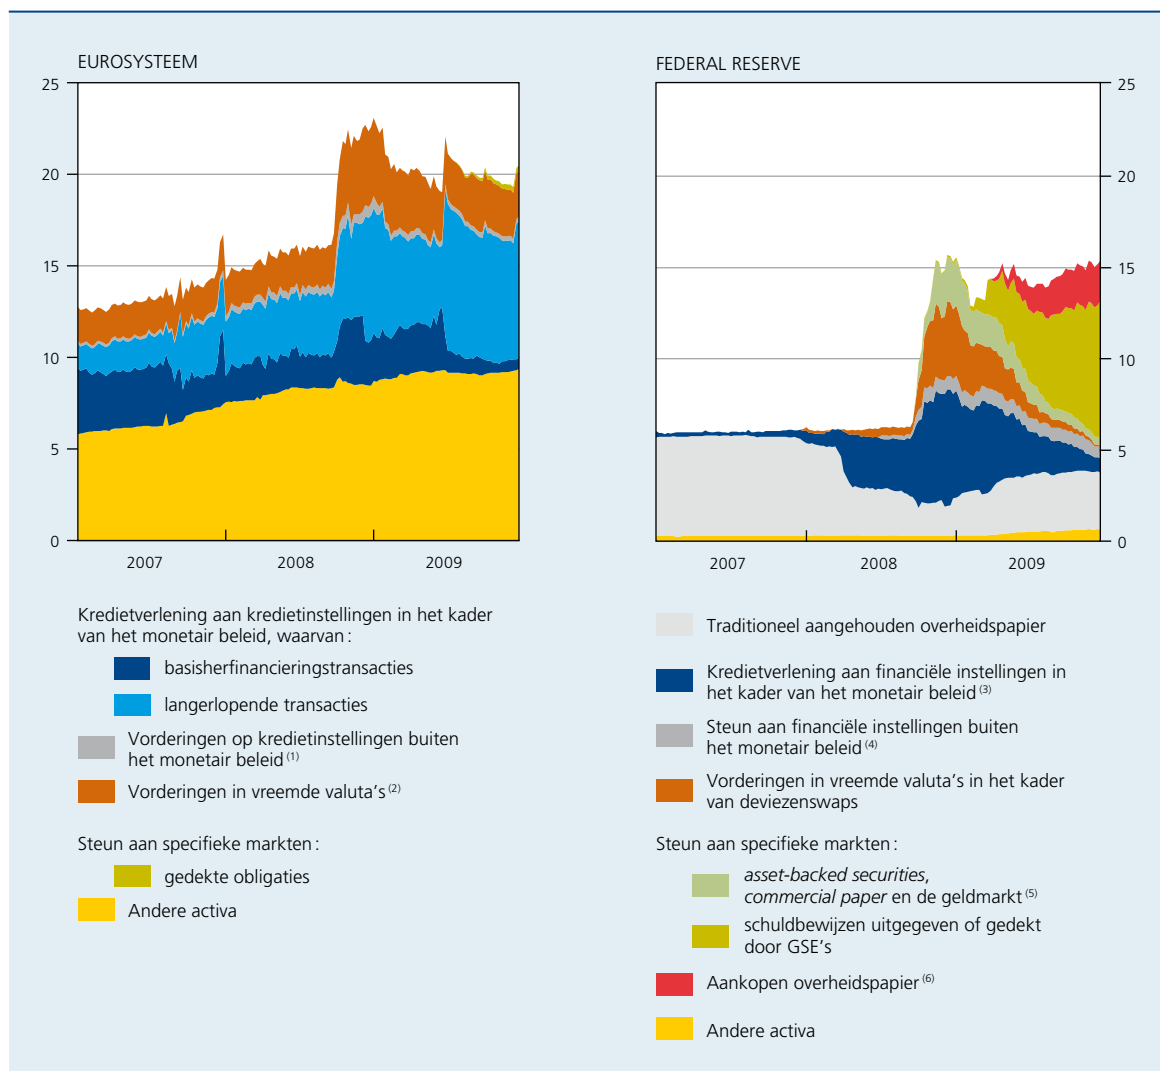 EUROSYSTEEM
25
20
15
10
5
0
2007
2008
2009
Kredietverlening aan kredietinstellingen in het kader
van het monetair beleid, waarvan :
basisherfinancieringstransacties
langerlopende transacties
Vorderingen op kredietinstellingen buiten
het monetair beleid (1)
Vorderingen in vreemde valuta's (2)
Steun aan specifieke markten :
gedekte obligaties
Andere activa
FEDERAL RESERVE
25
20
15
10
5
0
2007
2008
2009
Traditioneel aangehouden overheidspapier
Kredietverlening aan financiële instellingen in
het kader van het monetair beleid (3)
Steun aan financiële instellingen buiten
het monetair beleid (4)
Vorderingen in vreemde valuta's in het kader
van deviezenswaps
Steun aan specifieke markten :
asset-backed securities,
commercial paper en de geldmarkt (5)
schuldbewijzen uitgegeven of gedekt
door GSE's
Aankopen overheidspapier (6)
Andere activa